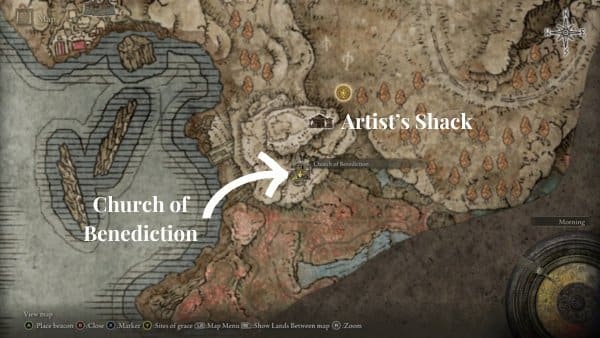 Map
N
Artist's Shack
Church of Benediction
Church of
Benediction
Morning
View map
A:Place beacon B:Close X:Marker Y:Sites of grace :Map Menu :Show Lands Between map R:Zoom